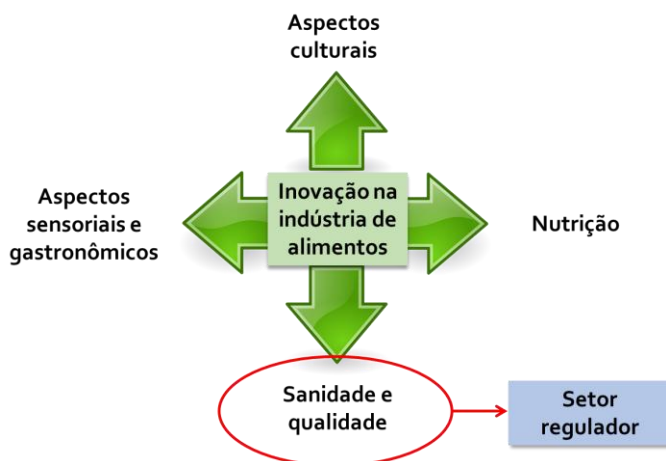 Aspectos
culturais
Aspectos
sensoriais e
gastronômicos
Inovação na
indústria de
alimentos
Nutrição
Sanidade e
qualidade
Setor
regulador